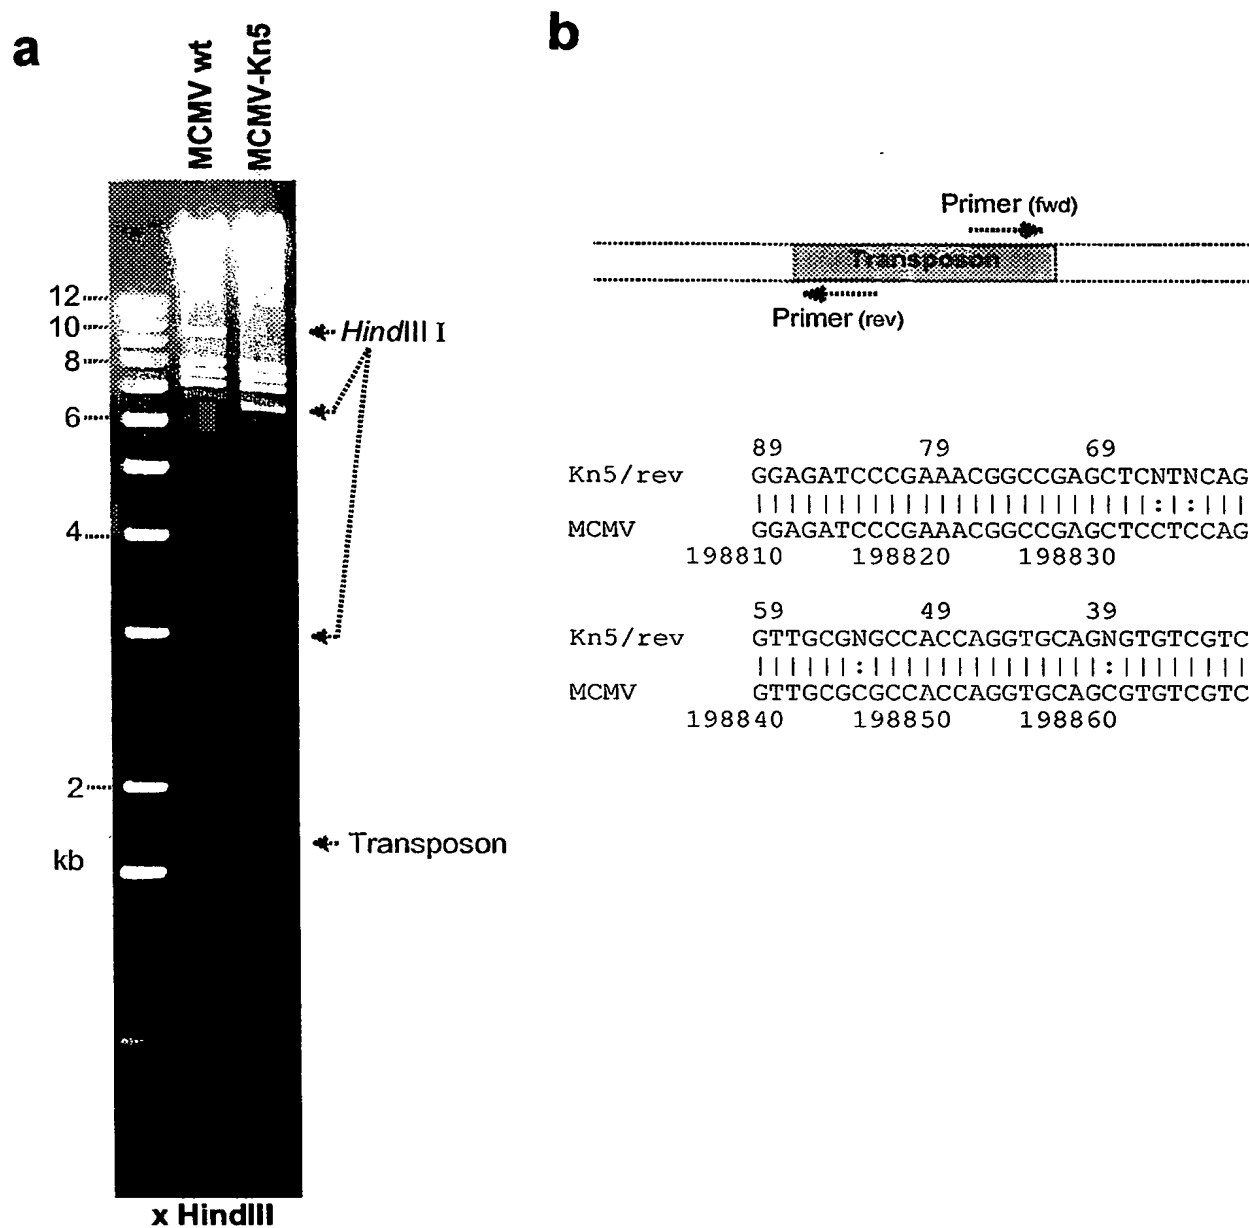 a
MCMV wt
MCMV-Kn5
12
10
8
6
4
2
kb
HindIII I
Transposon
x HindIII
b
Primer (fwd)
Transposon
Primer (rev)
89 79 69
Kn5/rev GGAGATCCCGAAACGGCCGAGCTCNTNCAG
||||||||||||||||||||||||:|:|||
MCMV GGAGATCCCGAAACGGCCGAGCTCCTCCAG
198810 198820 198830
59 49 39
Kn5/rev GTTGCGNGCCACCAGGTGCAGNGTGTCGTC
||||||:||||||||||||||:||||||||
MCMV GTTGCGCGCCACCAGGTGCAGCGTGTCGTC
198840 198850 198860